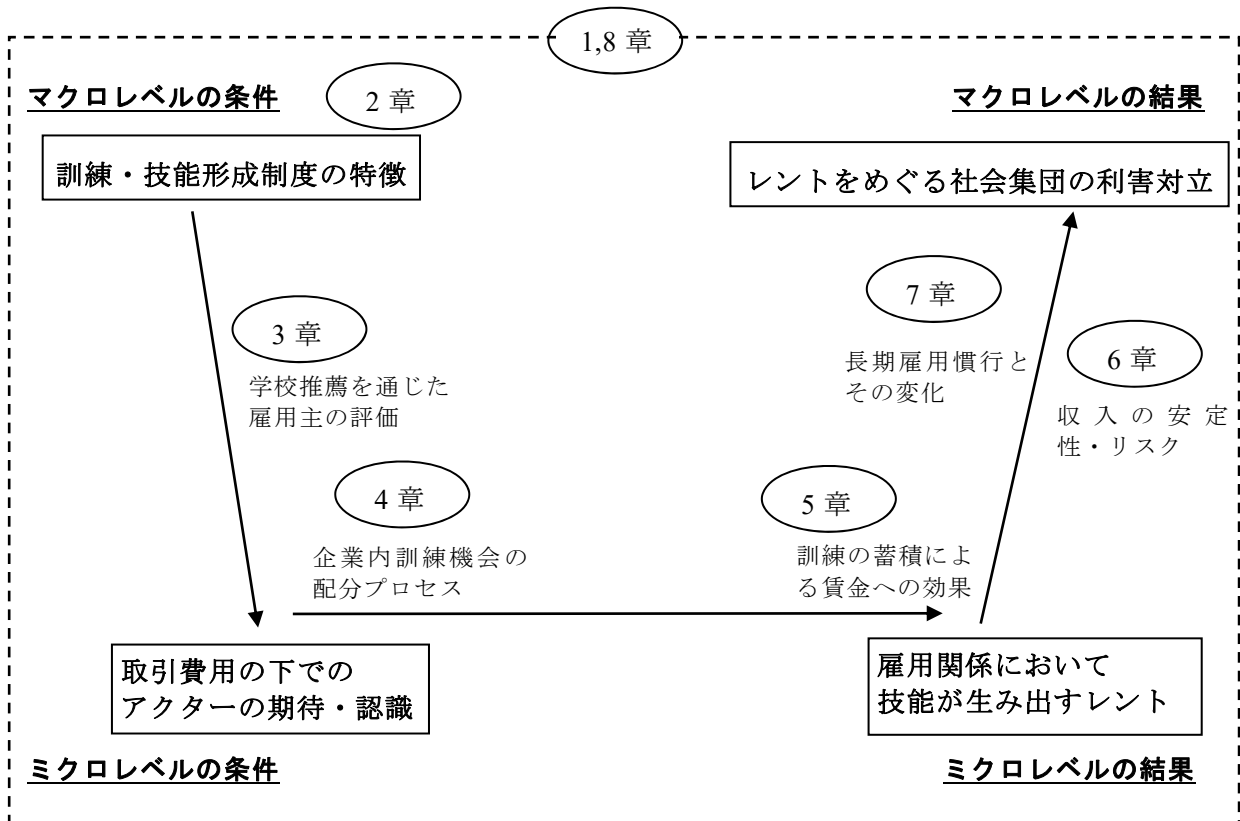 1,8 章
マクロレベルの条件
2 章
マクロレベルの結果
訓練・技能形成制度の特徴
レントをめぐる社会集団の利害対立
3 章
学校推薦を通じた
雇用主の評価
7 章
長期雇用慣行と
その変化
6 章
収入の安定
性・リスク
4 章
企業内訓練機会の
配分プロセス
5 章
訓練の蓄積によ
る賃金への効果
取引費用の下での
アクターの期待・認識
雇用関係において
技能が生み出すレント
ミクロレベルの条件
ミクロレベルの結果